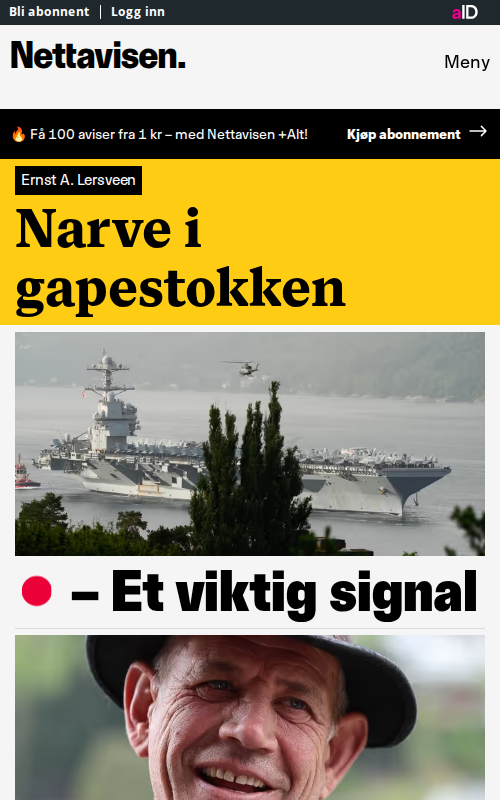 Bli abonnent | Logg inn
aID
Nettavisen.
Meny
🔥 Få 100 aviser fra 1 kr – med Nettavisen +Alt!
Kjøp abonnement →
Ernst A. Lersveen
Narve i
gapestokken
– Et viktig signal